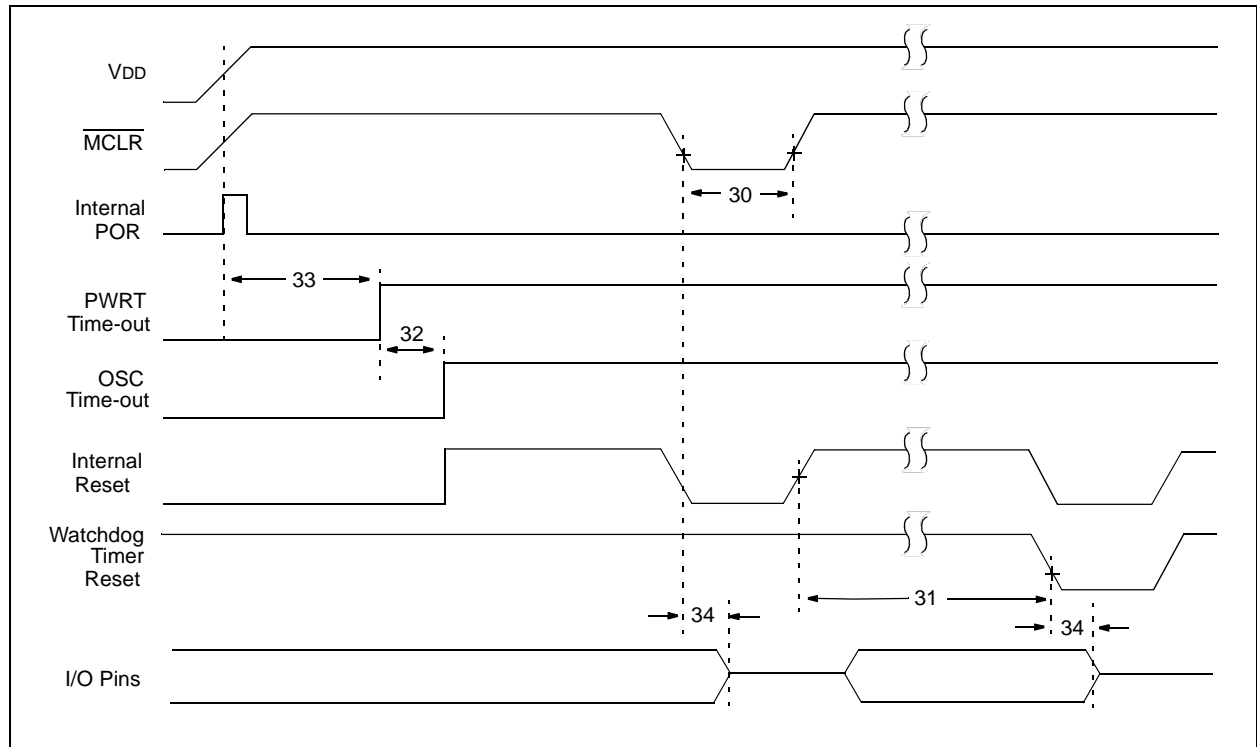 VDD
MCLR
30
Internal
POR
33
PWRT
Time-out
32
OSC
Time-out
Internal
Reset
Watchdog
Timer
Reset
31
34
34
I/O Pins